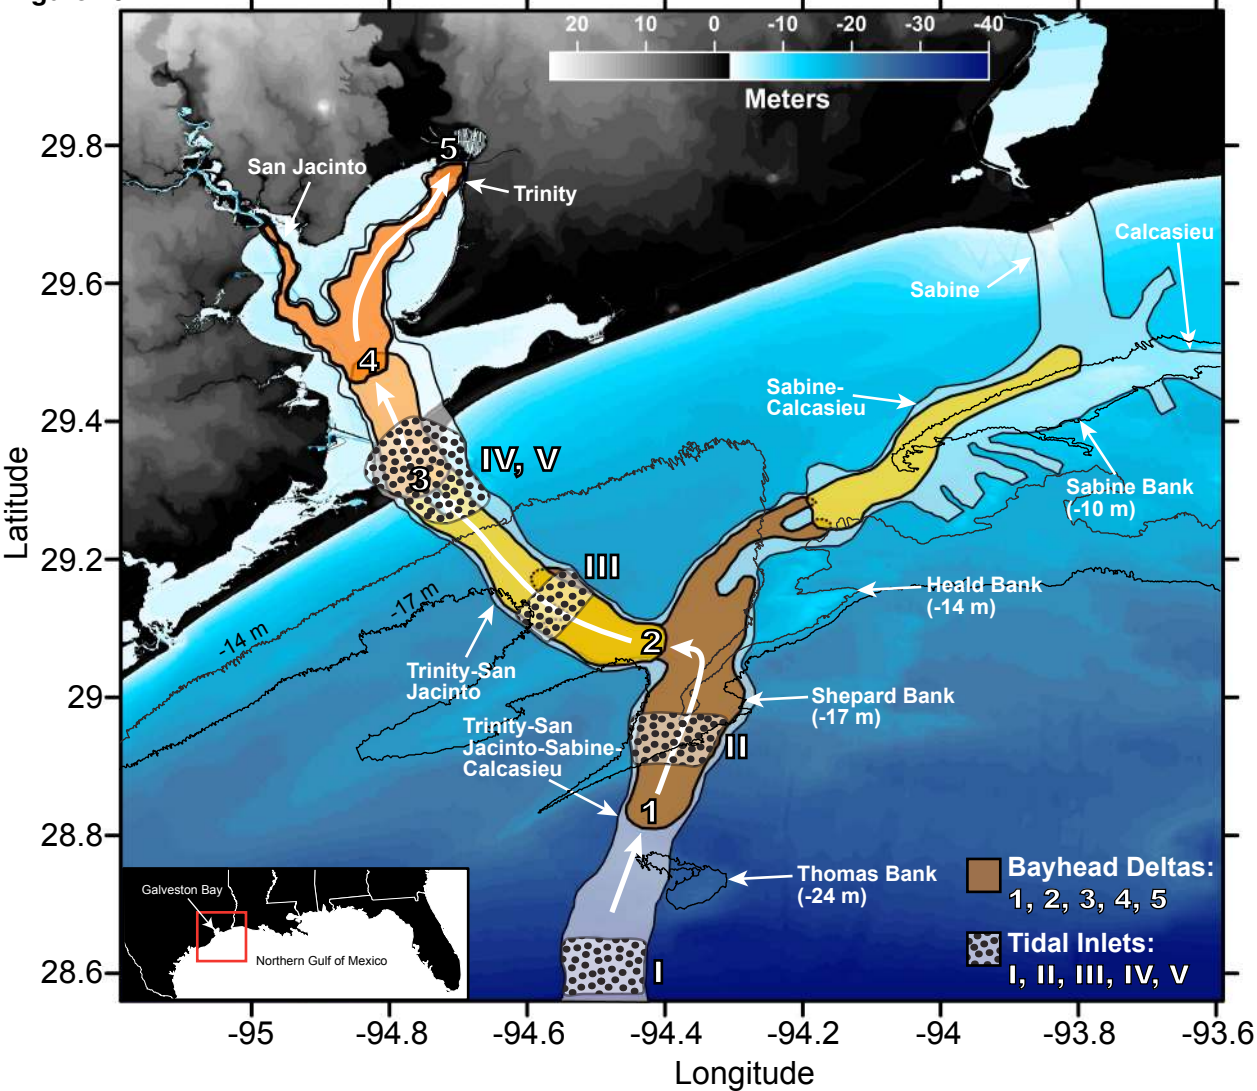 20 10 0 -10 -20 -30 -40
Meters
29.8
29.6
29.4
29.2
29
28.8
28.6
Latitude
San Jacinto
5
Trinity
Calcasieu
Sabine
4
Sabine-
Calcasieu
IV, V
3
Sabine Bank
(-10 m)
III
Heald Bank
(-14 m)
-17 m
-14 m
2
Trinity-San
Jacinto
Shepard Bank
(-17 m)
Trinity-San
Jacinto-Sabine-
Calcasieu
II
1
Thomas Bank
(-24 m)
I
Bayhead Deltas:
1, 2, 3, 4, 5
Tidal Inlets:
I, II, III, IV, V
Galveston Bay
Northern Gulf of Mexico
-95 -94.8 -94.6 -94.4 -94.2 -94 -93.8 -93.6
Longitude